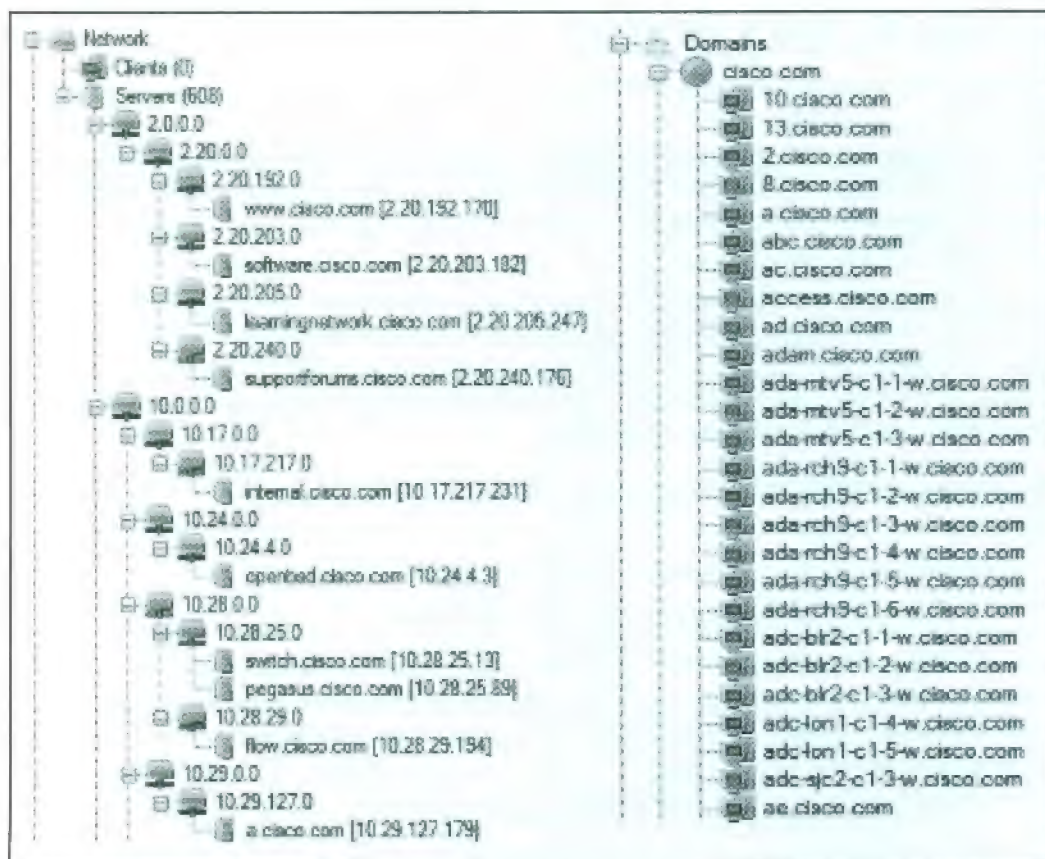 Network
Clients (0)
Servers (608)
2.0.0.0
2.20.0.0
2.20.192.0
www.cisco.com [2.20.192.170]
2.20.203.0
software.cisco.com [2.20.203.182]
2.20.205.0
learningnetwork.cisco.com [2.20.205.247]
2.20.240.0
supportforums.cisco.com [2.20.240.176]
10.0.0.0
10.17.0.0
10.17.217.0
internal.cisco.com [10.17.217.231]
10.24.0.0
10.24.4.0
[10.24.4.3]
10.28.0.0
10.28.25.0
switch.cisco.com [10.28.25.13]
pegasus.cisco.com [10.28.25.89]
10.28.29.0
flow.cisco.com [10.28.29.194]
10.29.0.0
10.29.127.0
a.cisco.com [10.29.127.179]
Domains
cisco.com
10.cisco.com
13.cisco.com
2.cisco.com
8.cisco.com
a.cisco.com
abc.cisco.com
ac.cisco.com
access.cisco.com
ad.cisco.com
adam.cisco.com
ada-mtv5-c1-1-w.cisco.com
ada-mtv5-c1-2-w.cisco.com
ada-mtv5-c1-3-w.cisco.com
ada-rch9-c1-1-w.cisco.com
ada-rch9-c1-2-w.cisco.com
ada-rch9-c1-3-w.cisco.com
ada-rch9-c1-4-w.cisco.com
ada-rch9-c1-5-w.cisco.com
ada-rch9-c1-6-w.cisco.com
adc-blr2-c1-1-w.cisco.com
adc-blr2-c1-2-w.cisco.com
adc-blr2-c1-3-w.cisco.com
adc-lon1-c1-4-w.cisco.com
adc-lon1-c1-5-w.cisco.com
adc-sjc2-c1-3-w.cisco.com
ae.cisco.com